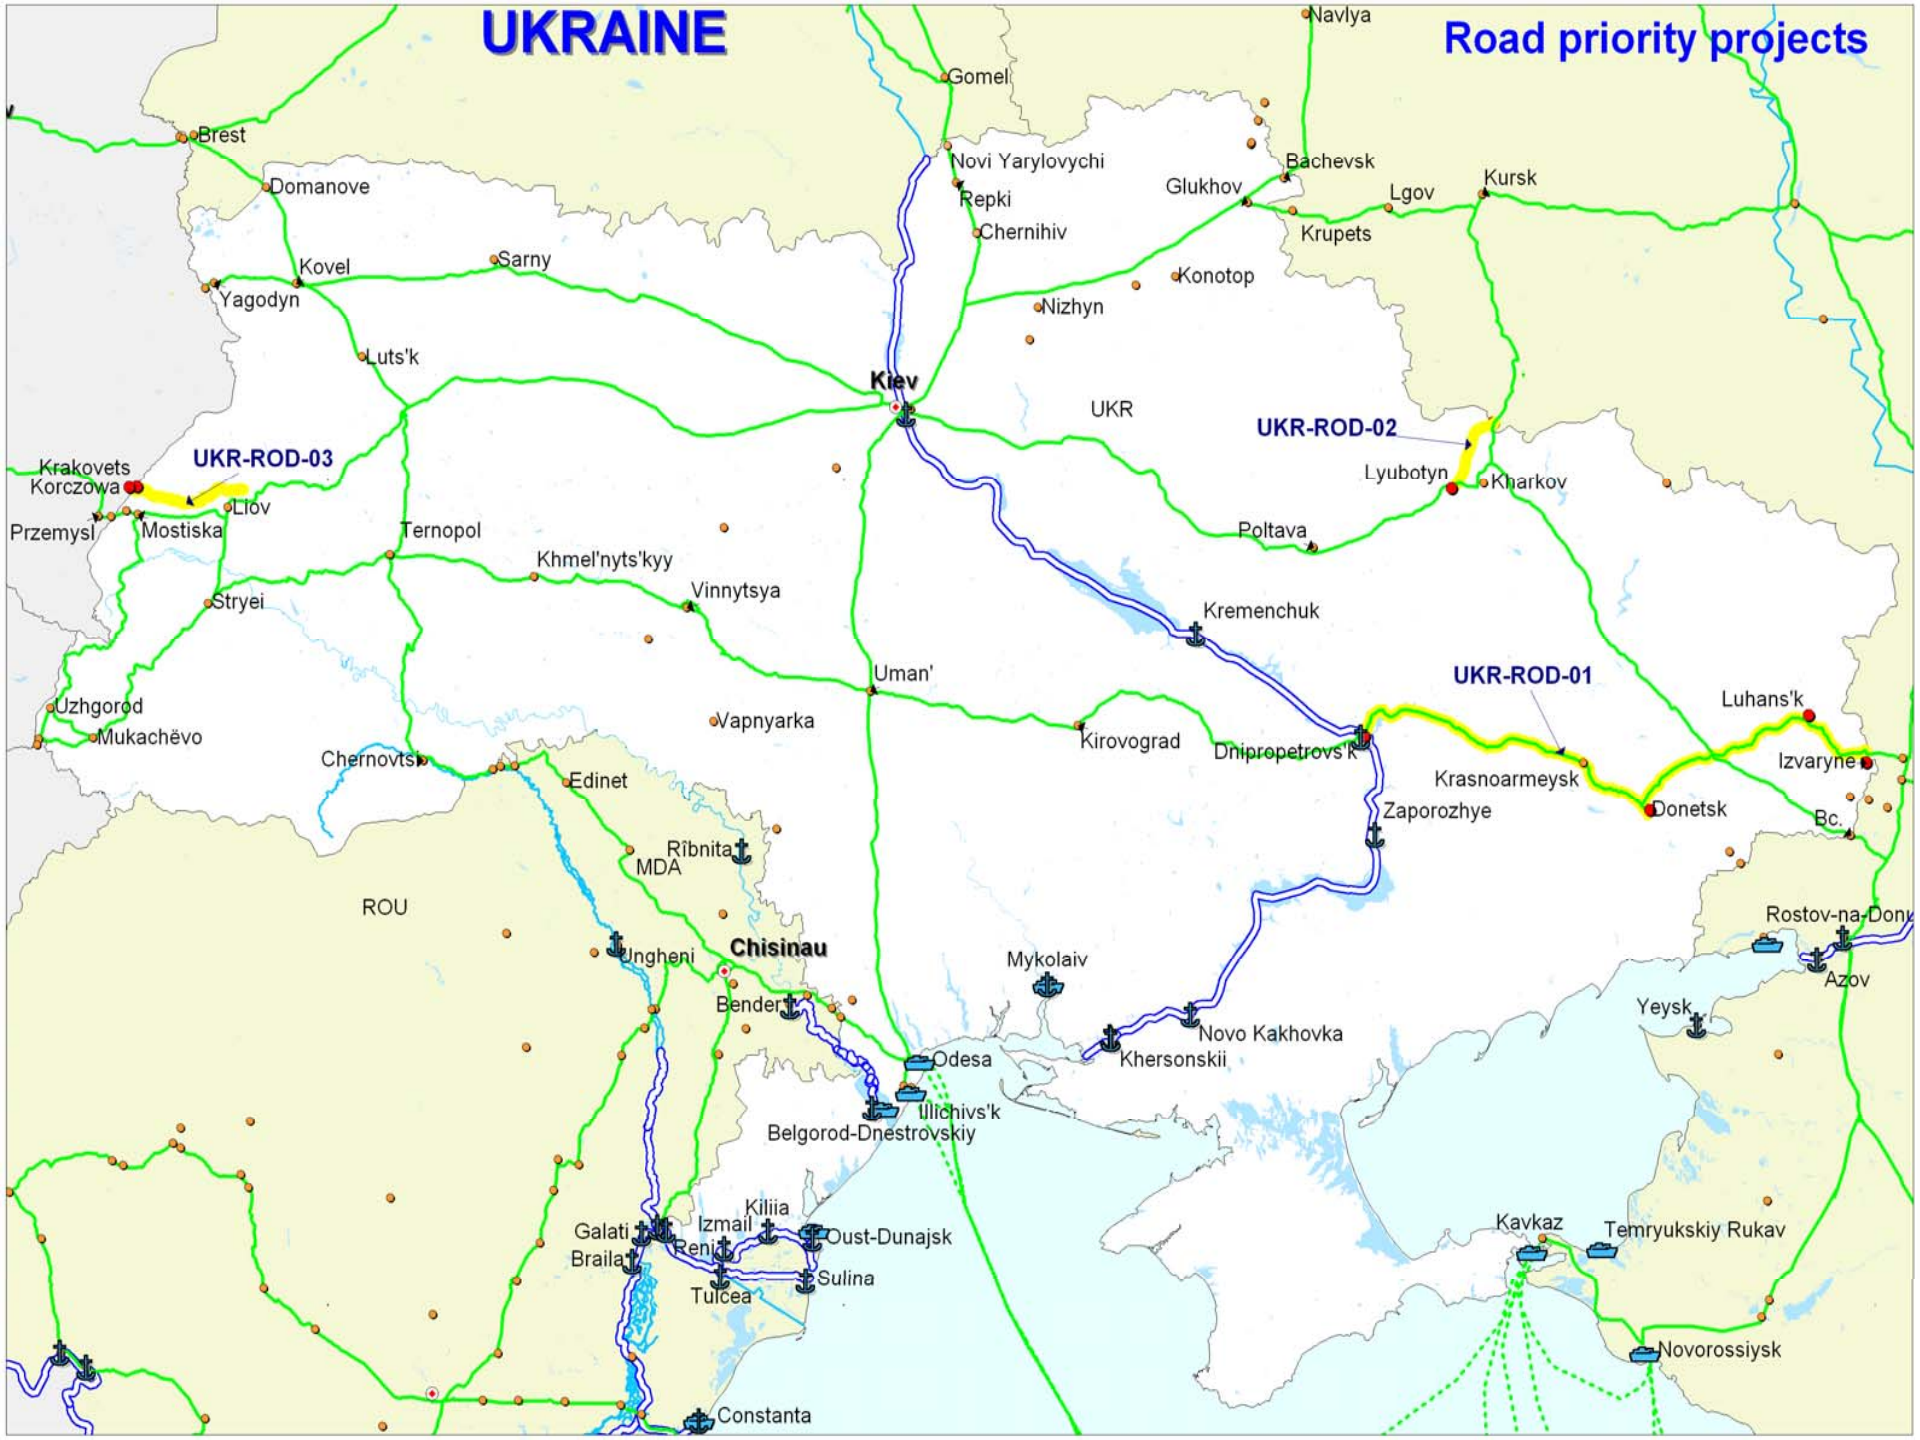 UKRAINE
Road priority projects
Navlya
Gomel
Brest
Novi Yarylovychi
Bachevsk
Domanove
Repki
Glukhov
Lgov
Kursk
Chernihiv
Krupets
Sarny
Kovel
Konotop
Yagodyn
Nizhyn
Luts'k
Kiev
UKR
UKR-ROD-02
UKR-ROD-03
Krakovets
Korczowa
Lyubotyn
Kharkov
Liov
Przemysl
Mostiska
Ternopol
Poltava
Khmel'nyts'kyy
Vinnytsya
Stryei
Kremenchuk
Uman'
UKR-ROD-01
Luhans'k
Uzhgorod
Vapnyarka
Mukachëvo
Kirovograd
Dnipropetrovs'k
Chernovtsi
Izvaryne
Edinet
Krasnoarmeysk
Zaporozhye
Donetsk
Bc.
Rîbnita
MDA
ROU
Rostov-na-Donu
Chisinau
Ungheni
Mykolaiv
Azov
Bender
Yeysk
Novo Kakhovka
Odesa
Khersonskii
Illichivs'k
Belgorod-Dnestrovskiy
Kiliia
Galati
Izmail
Reni
Oust-Dunajsk
Kavkaz
Temryukskiy Rukav
Braila
Sulina
Tulcea
Novorossiysk
Constanta